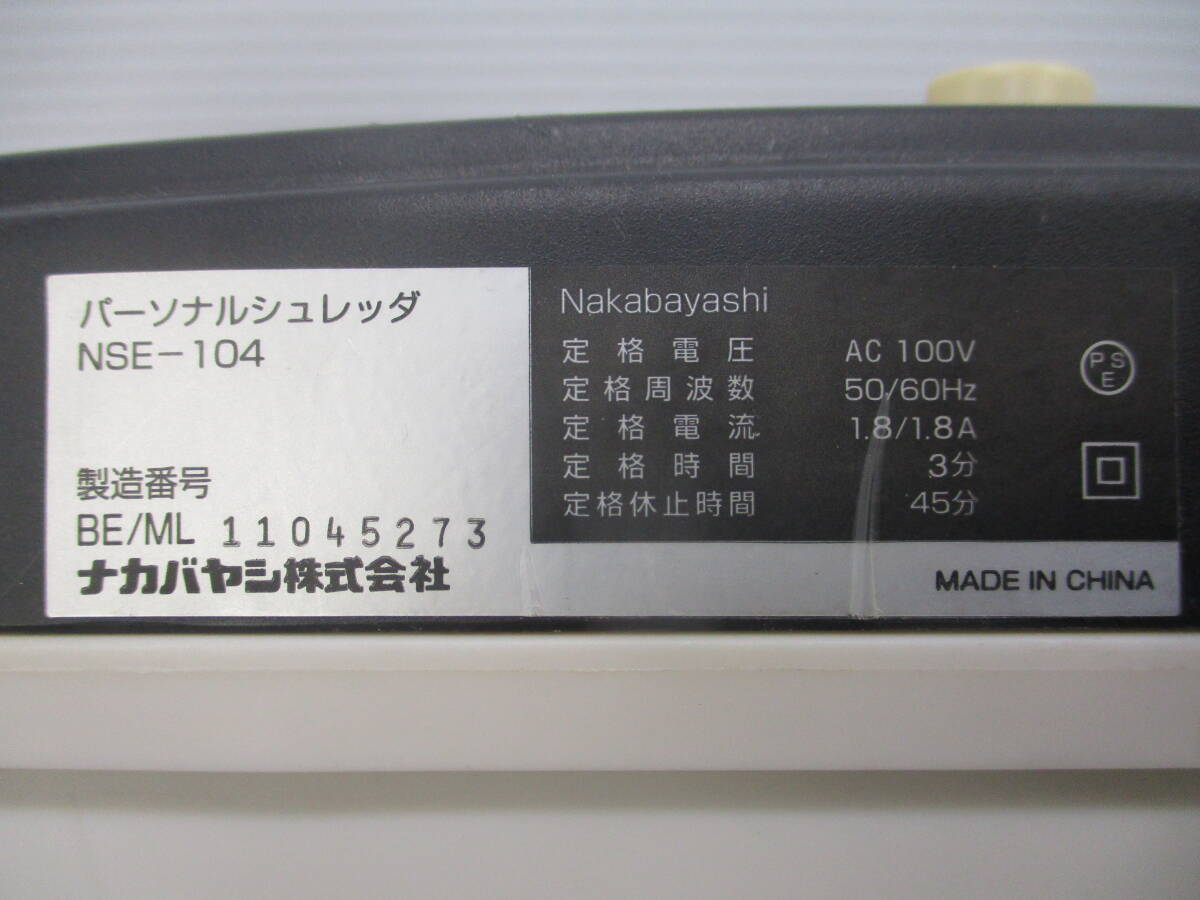 パーソナルシュレッダ
NSE-104
製造番号
BE/ML 11045273
ナカバヤシ株式会社
Nakabayashi
定格電圧 AC 100V
定格周波数 50/60Hz
定格電流 1.8/1.8A
定格時間 3分
定格休止時間 45分
PSE
MADE IN CHINA